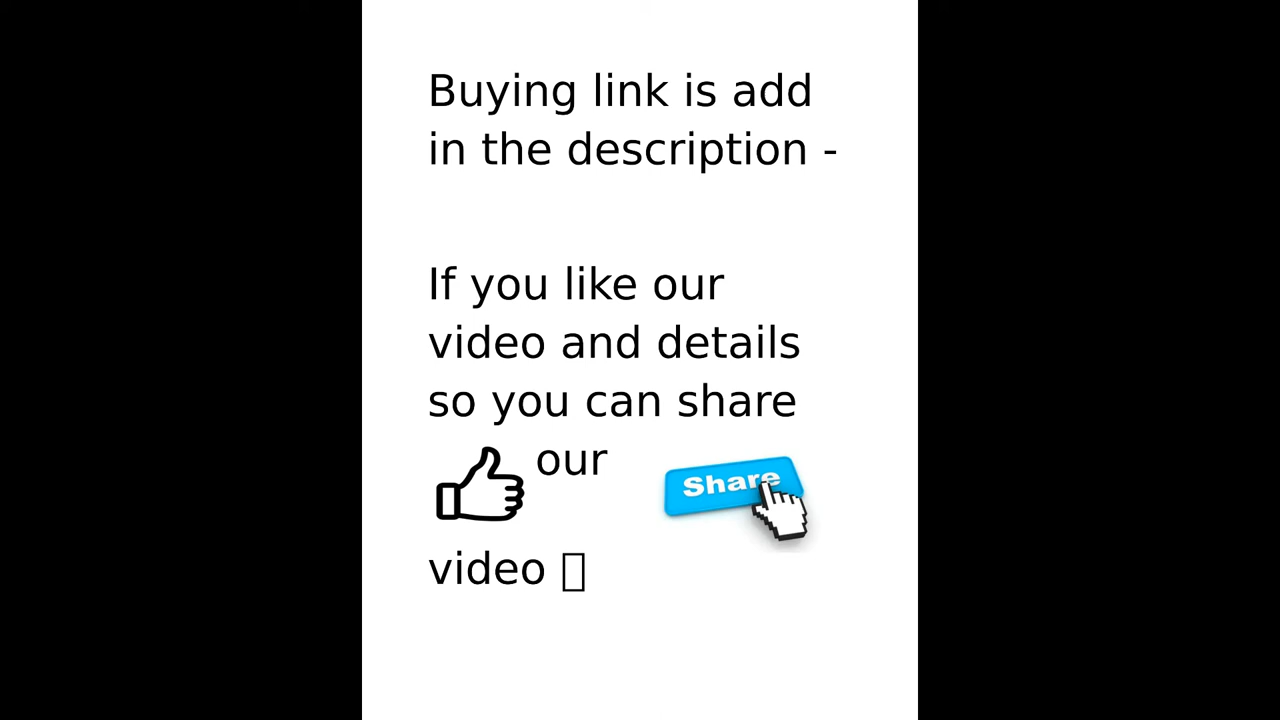 Buying link is add
in the description -
If you like our
video and details
so you can share
our
Share
video